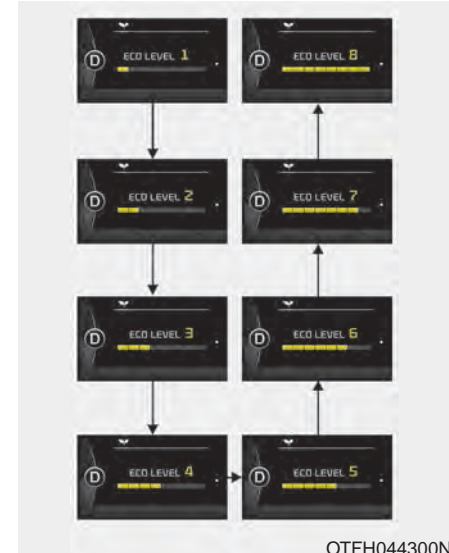 D ECO LEVEL 1
D ECO LEVEL 2
D ECO LEVEL 3
D ECO LEVEL 4
D ECO LEVEL 5
D ECO LEVEL 6
D ECO LEVEL 7
D ECO LEVEL 8
OTFH044300N